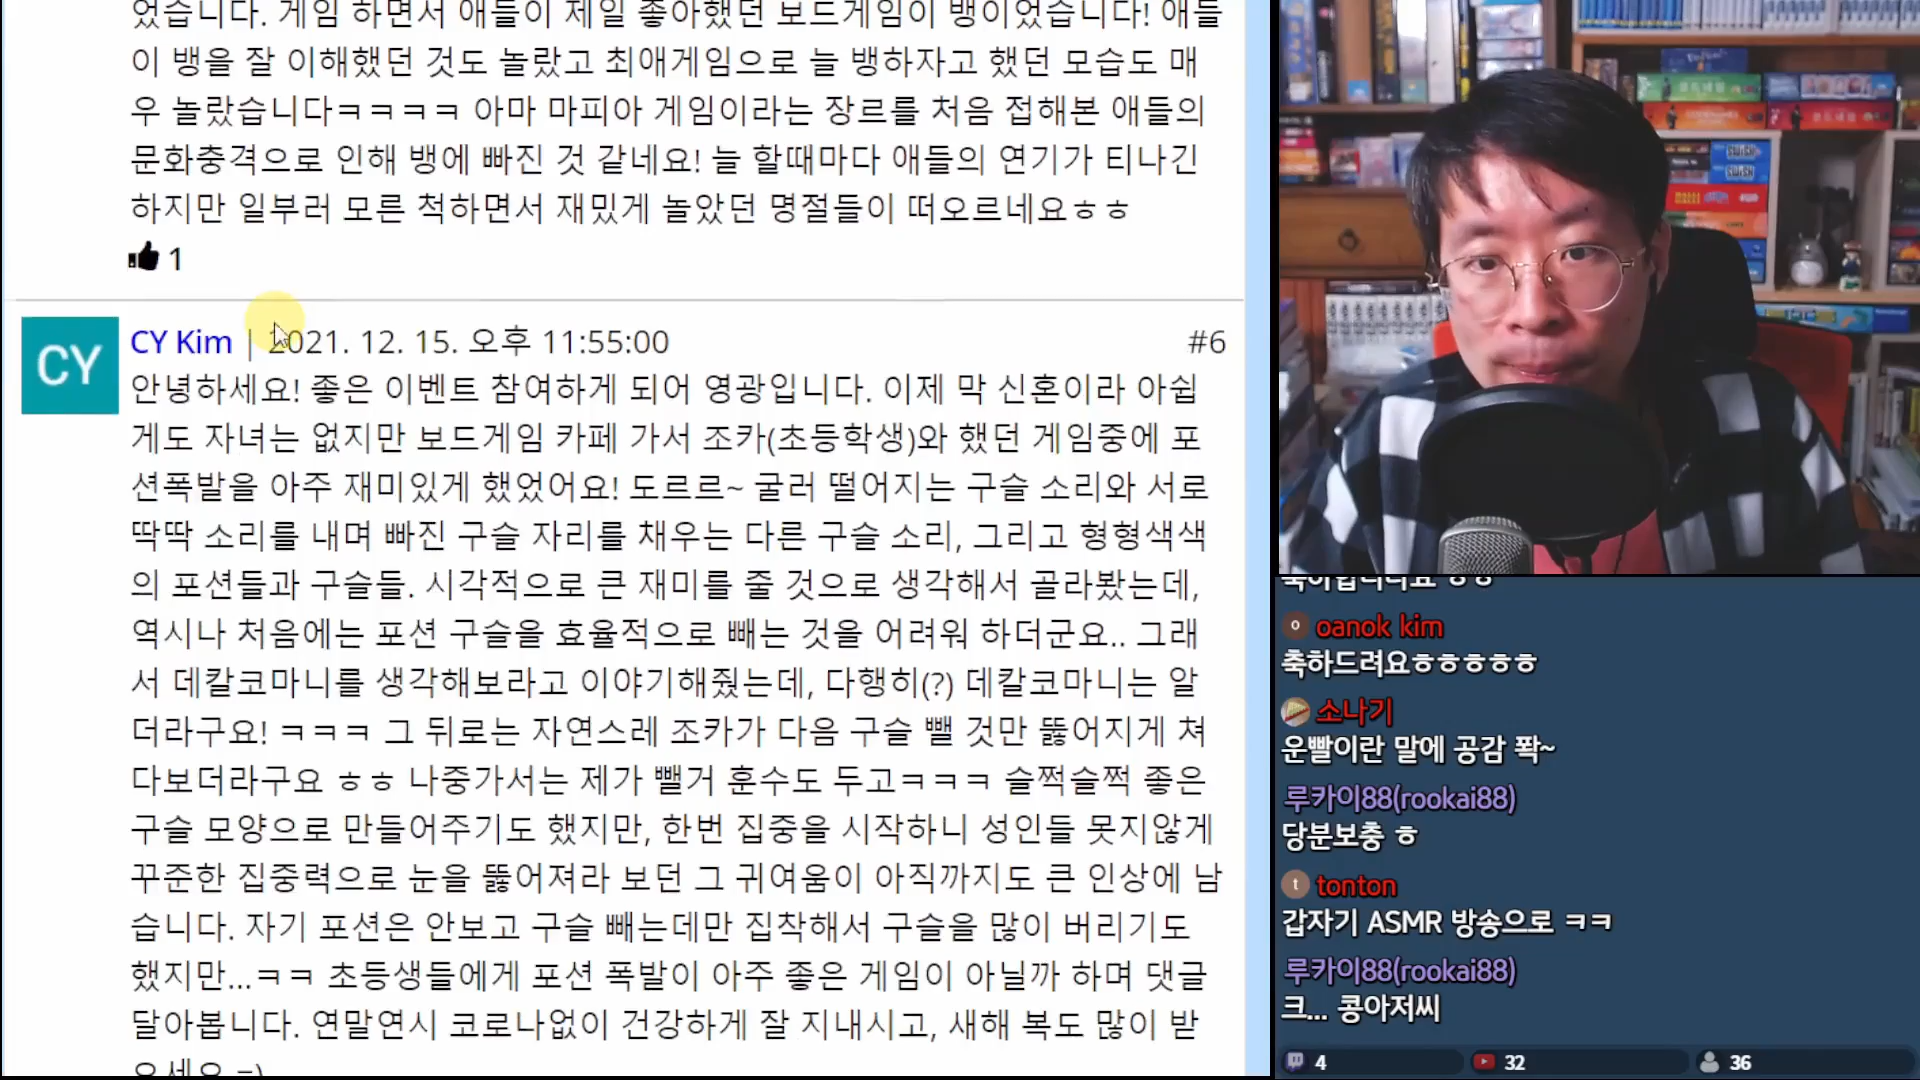 었습니다. 게임 하면서 애들이 제일 좋아했던 보드게임이 뱅이었습니다! 애들
이 뱅을 잘 이해했던 것도 놀랐고 최애게임으로 늘 뱅하자고 했던 모습도 매
우 놀랐습니다ㅋㅋㅋㅋ 아마 마피아 게임이라는 장르를 처음 접해본 애들의
문화충격으로 인해 뱅에 빠진 것 같네요! 늘 할때마다 애들의 연기가 티나긴
하지만 일부러 모른 척하면서 재밌게 놀았던 명절들이 떠오르네요ㅎㅎ
1
CY
CY Kim | 2021. 12. 15. 오후 11:55:00
#6
안녕하세요! 좋은 이벤트 참여하게 되어 영광입니다. 이제 막 신혼이라 아쉽
게도 자녀는 없지만 보드게임 카페 가서 조카(초등학생)와 했던 게임중에 포
션폭발을 아주 재미있게 했었어요! 도르르~ 굴러 떨어지는 구슬 소리와 서로
딱딱 소리를 내며 빠진 구슬 자리를 채우는 다른 구슬 소리, 그리고 형형색색
의 포션들과 구슬들. 시각적으로 큰 재미를 줄 것으로 생각해서 골라봤는데,
역시나 처음에는 포션 구슬을 효율적으로 빼는 것을 어려워 하더군요.. 그래
서 데칼코마니를 생각해보라고 이야기해줬는데, 다행히(?) 데칼코마니는 알
더라구요! ㅋㅋㅋ 그 뒤로는 자연스레 조카가 다음 구슬 뺄 것만 뚫어지게 쳐
다보더라구요 ㅎㅎ 나중가서는 제가 뺄거 훈수도 두고ㅋㅋㅋ 슬쩍슬쩍 좋은
구슬 모양으로 만들어주기도 했지만, 한번 집중을 시작하니 성인들 못지않게
꾸준한 집중력으로 눈을 뚫어져라 보던 그 귀여움이 아직까지도 큰 인상에 남
습니다. 자기 포션은 안보고 구슬 빼는데만 집착해서 구슬을 많이 버리기도
했지만...ㅋㅋ 초등생들에게 포션 폭발이 아주 좋은 게임이 아닐까 하며 댓글
달아봅니다. 연말연시 코로나없이 건강하게 잘 지내시고, 새해 복도 많이 받
으세요 =)
축하합니다요 ㅎㅎ
o oanok kim
축하드려요ㅎㅎㅎㅎㅎ
소나기
운빨이란 말에 공감 퐉~
루카이88(rookai88)
당분보충 ㅎ
t tonton
갑자기 ASMR 방송으로 ㅋㅋ
루카이88(rookai88)
크... 콩아저씨
4
32
36
SWISH
SWISH